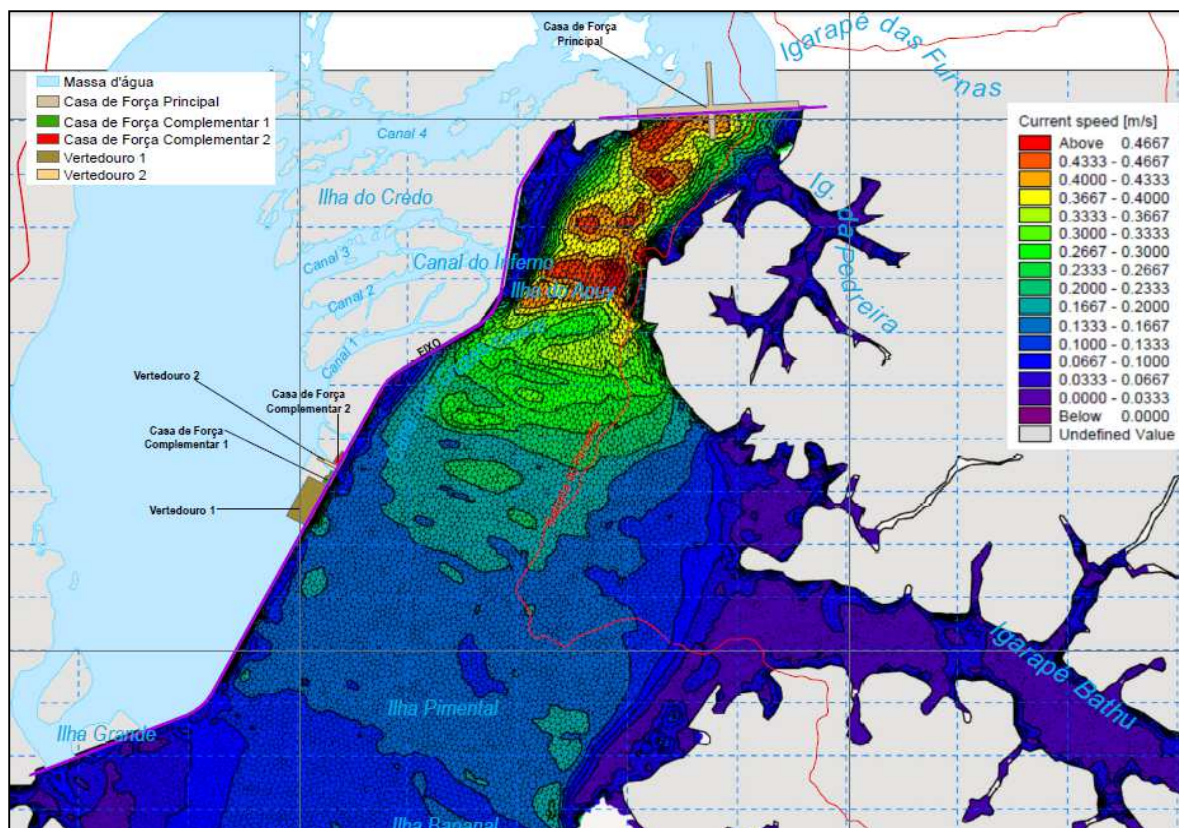 Casa de Força
Principal
Igarapé das Furnas
Massa d'água
Casa de Força Principal
Casa de Força Complementar 1
Casa de Força Complementar 2
Vertedouro 1
Vertedouro 2
Current speed [m/s]
Above 0.4667
0.4333 - 0.4667
0.4000 - 0.4333
0.3667 - 0.4000
0.3333 - 0.3667
0.3000 - 0.3333
0.2667 - 0.3000
0.2333 - 0.2667
0.2000 - 0.2333
0.1667 - 0.2000
0.1333 - 0.1667
0.1000 - 0.1333
0.0667 - 0.1000
0.0333 - 0.0667
0.0000 - 0.0333
Below 0.0000
Undefined Value
Canal 4
Ilha do Credo
Ig. da Pedreira
Canal 3
Canal do Inferno
Canal 2
Canal 1
EIXO
Vertedouro 2
Casa de Força
Complementar 2
Casa de Força
Complementar 1
Vertedouro 1
Igarapé Bathu
Ilha Pimental
Ilha Grande
Ilha Bananal